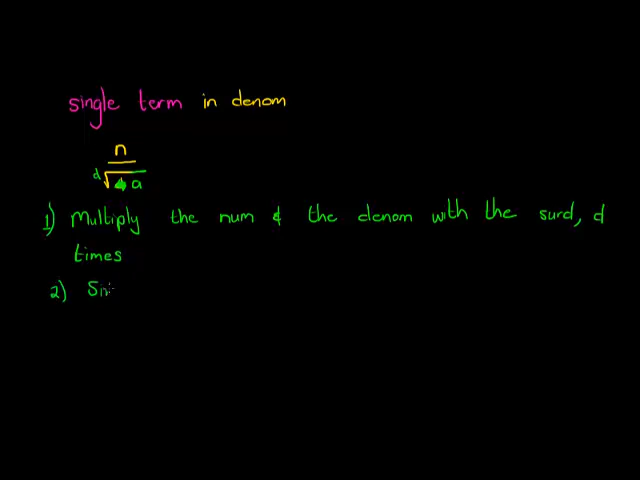 single term in denom
n
d√a
1) Multiply the num & the denom with the surd, d
times
2)